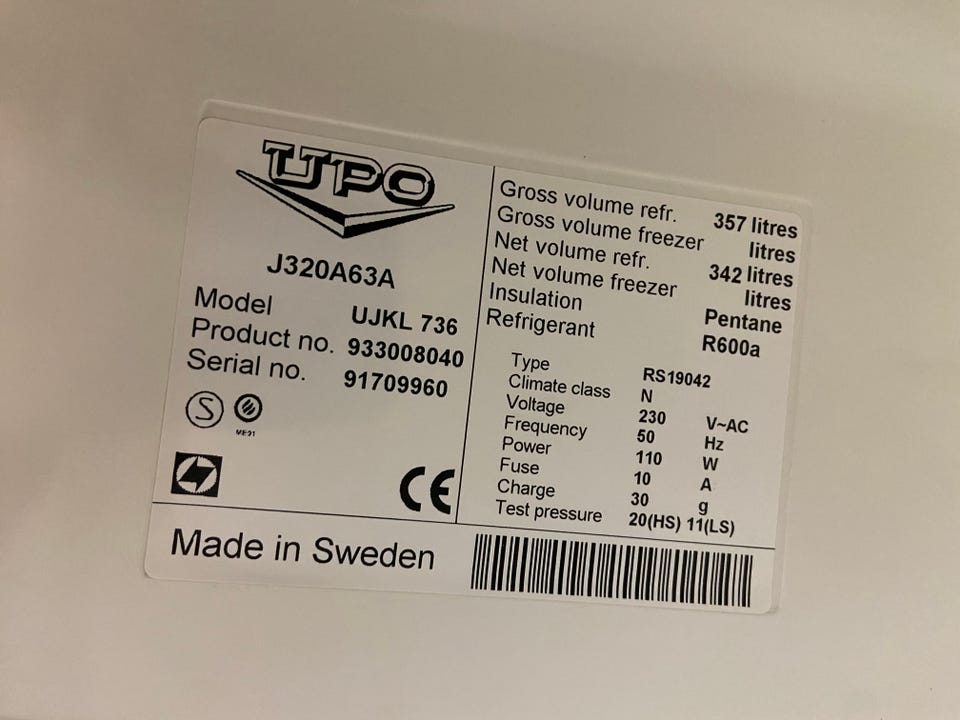 UPO
J320A63A
Model UJKL 736
Product no. 933008040
Serial no. 91709960
S
ME01
CE
Made in Sweden
Gross volume refr. 357 litres
Gross volume freezer litres
Net volume refr. 342 litres
Net volume freezer litres
Insulation Pentane
Refrigerant R600a
Type RS19042
Climate class N
Voltage 230 V~AC
Frequency 50 Hz
Power 110 W
Fuse 10 A
Charge 30 g
Test pressure 20(HS) 11(LS)